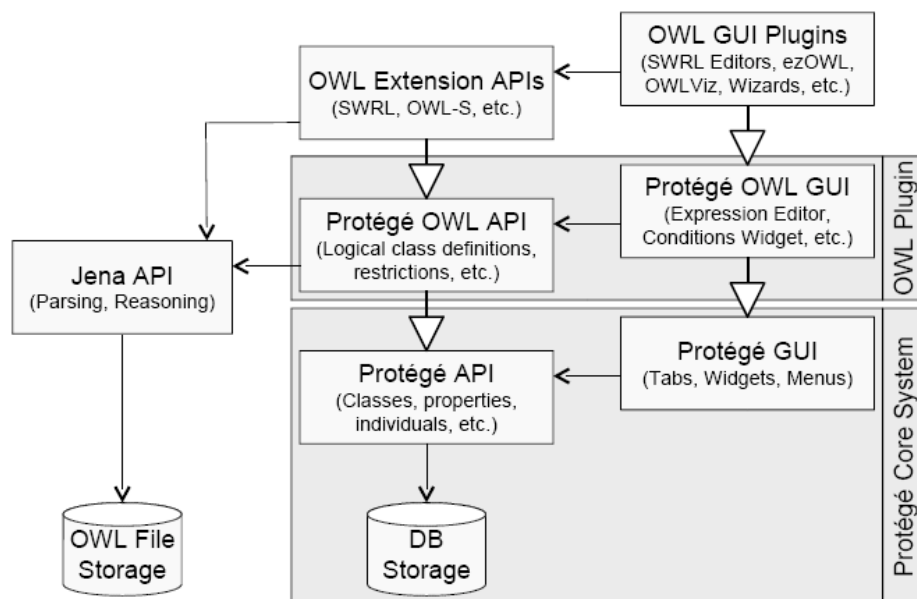 OWL GUI Plugins
(SWRL Editors, ezOWL,
OWLViz, Wizards, etc.)
OWL Extension APIs
(SWRL, OWL-S, etc.)
Protégé OWL GUI
(Expression Editor,
Conditions Widget, etc.)
Protégé OWL API
(Logical class definitions,
restrictions, etc.)
OWL Plugin
Jena API
(Parsing, Reasoning)
Protégé GUI
(Tabs, Widgets, Menus)
Protégé API
(Classes, properties,
individuals, etc.)
Protégé Core System
OWL File
Storage
DB
Storage